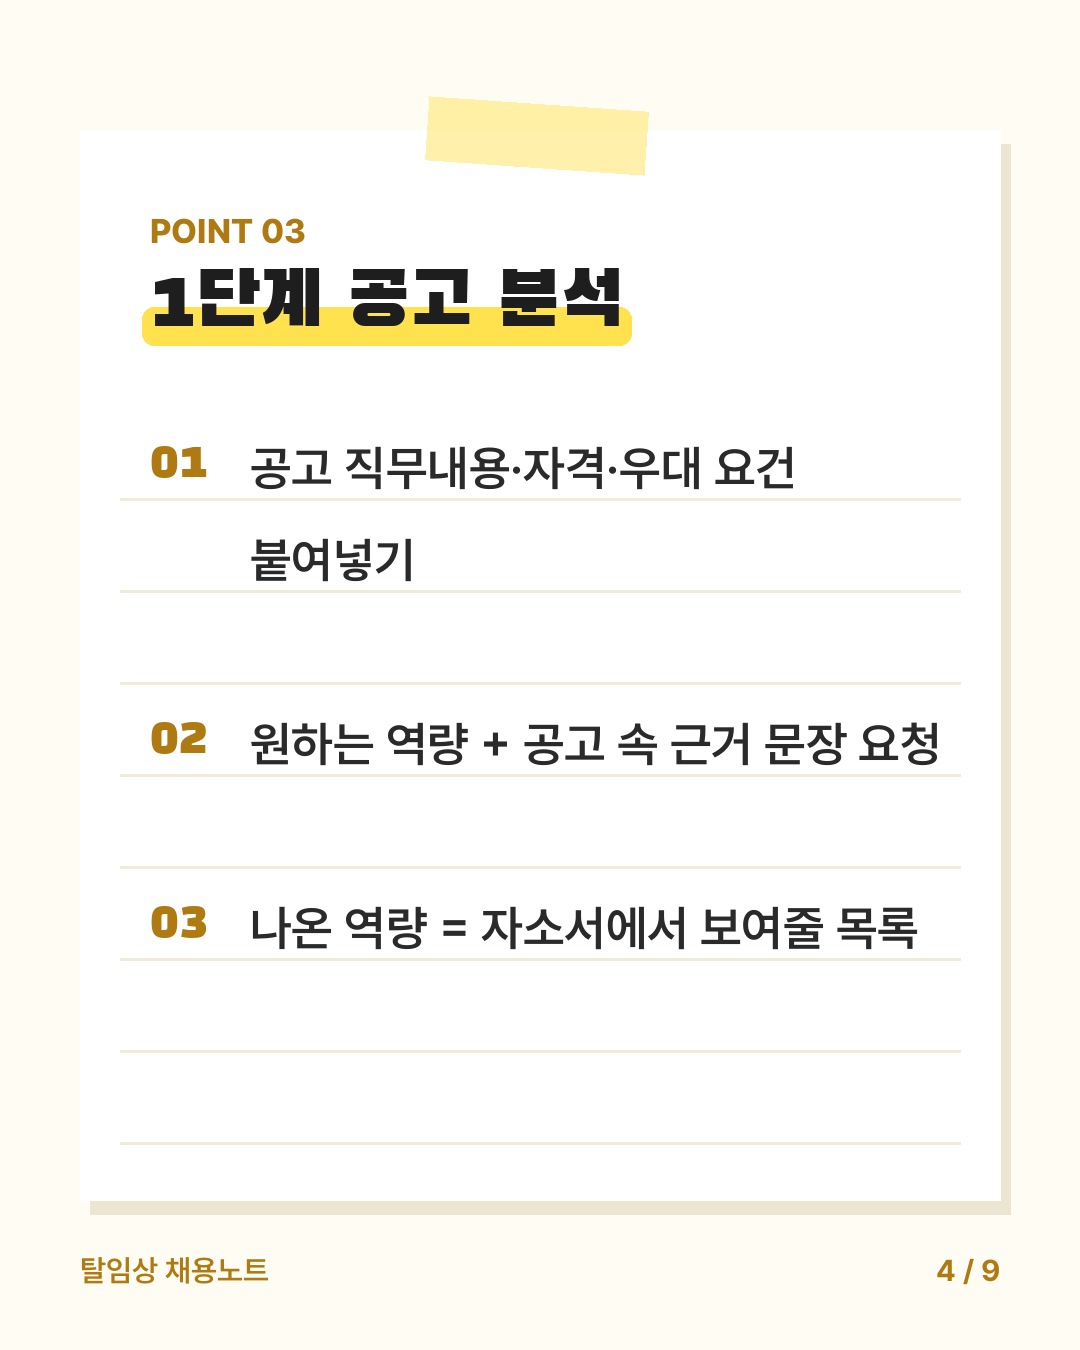 POINT 03
1단계 공고 분석
01 공고 직무내용·자격·우대 요건
붙여넣기
02 원하는 역량 + 공고 속 근거 문장 요청
03 나온 역량 = 자소서에서 보여줄 목록
탈임상 채용노트
4 / 9